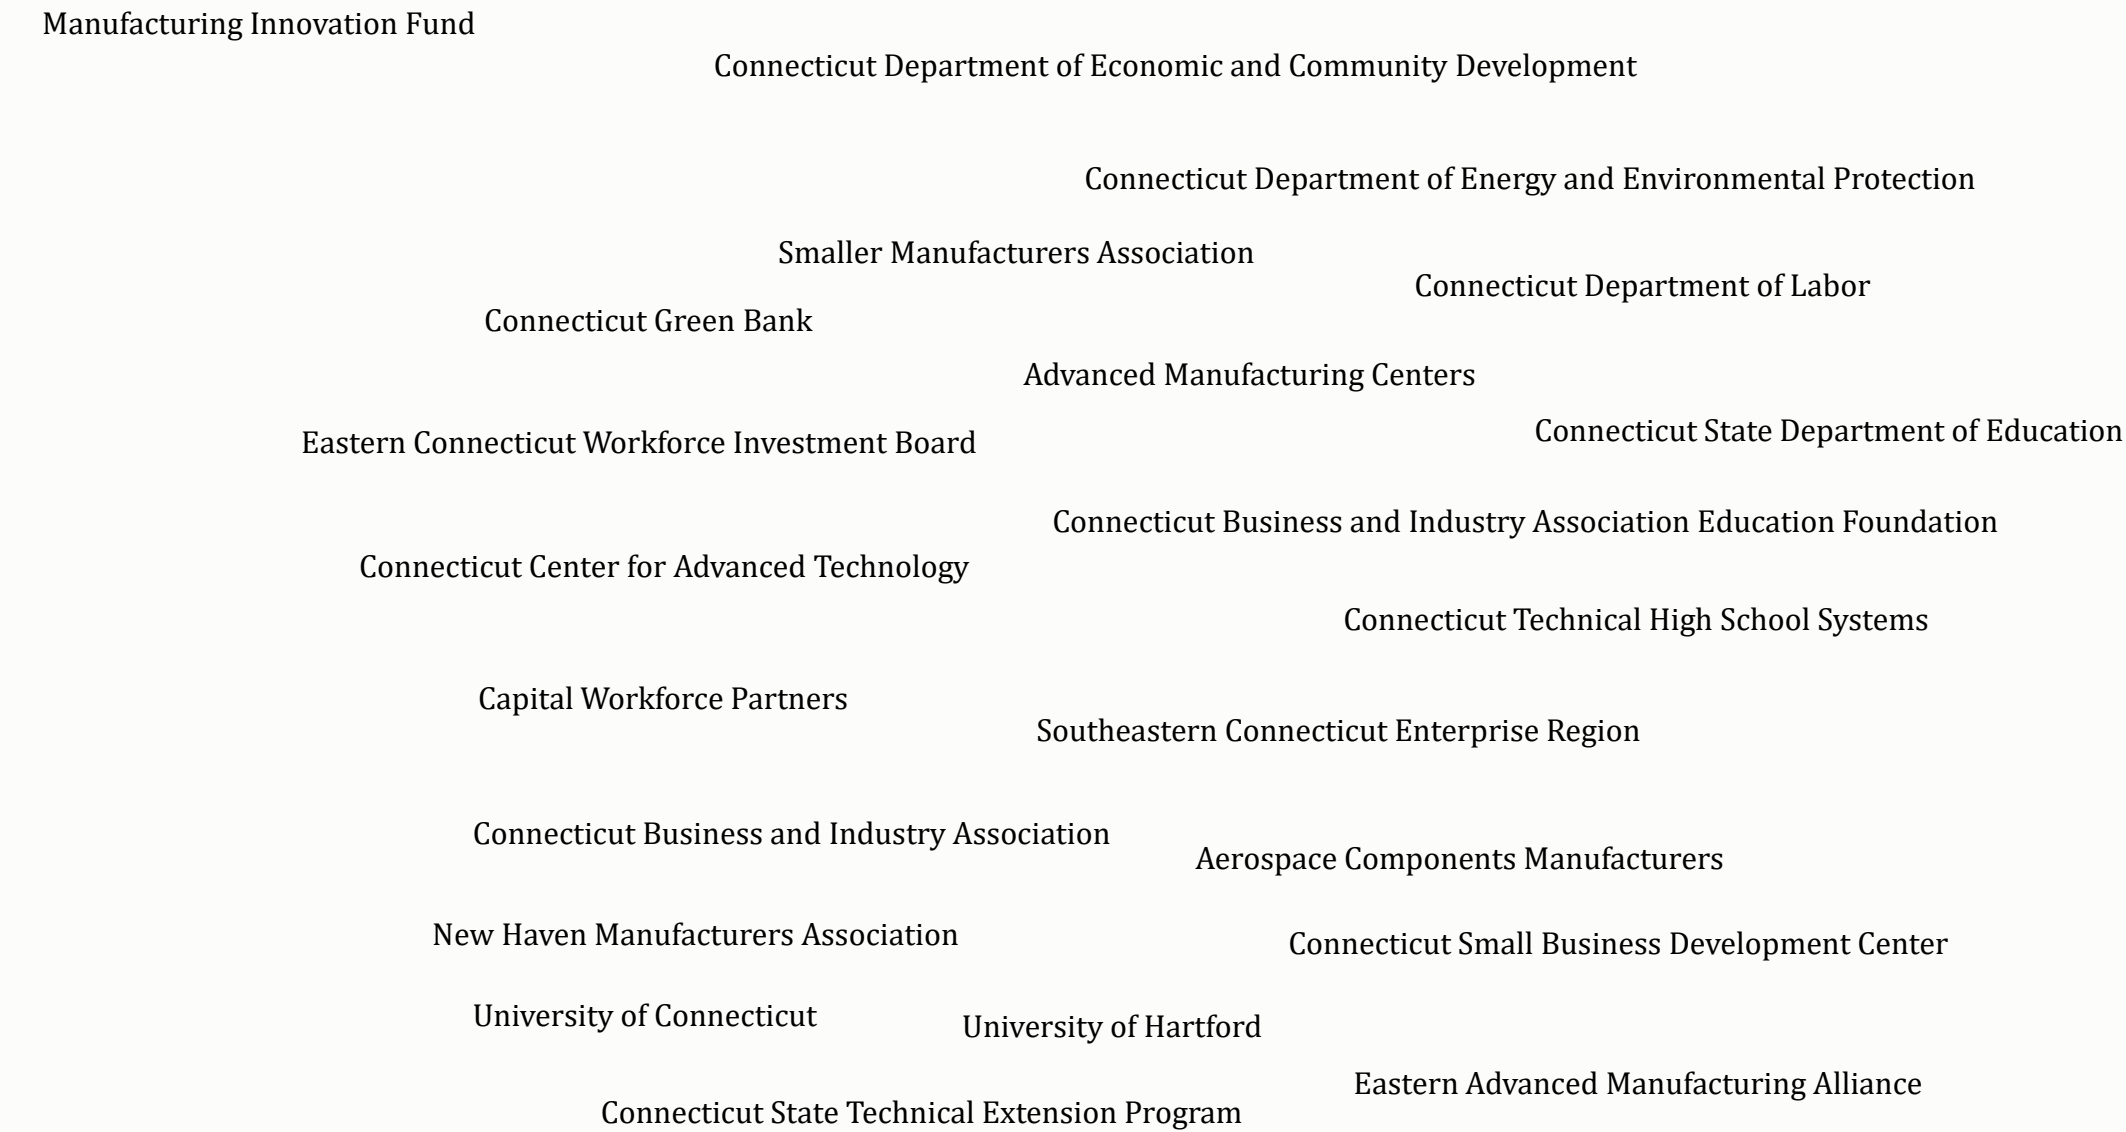 Manufacturing Innovation Fund
Connecticut Department of Economic and Community Development
Connecticut Department of Energy and Environmental Protection
Smaller Manufacturers Association
Connecticut Department of Labor
Connecticut Green Bank
Advanced Manufacturing Centers
Connecticut State Department of Education
Eastern Connecticut Workforce Investment Board
Connecticut Business and Industry Association Education Foundation
Connecticut Center for Advanced Technology
Connecticut Technical High School Systems
Capital Workforce Partners
Southeastern Connecticut Enterprise Region
Connecticut Business and Industry Association
Aerospace Components Manufacturers
New Haven Manufacturers Association
Connecticut Small Business Development Center
University of Connecticut
University of Hartford
Eastern Advanced Manufacturing Alliance
Connecticut State Technical Extension Program